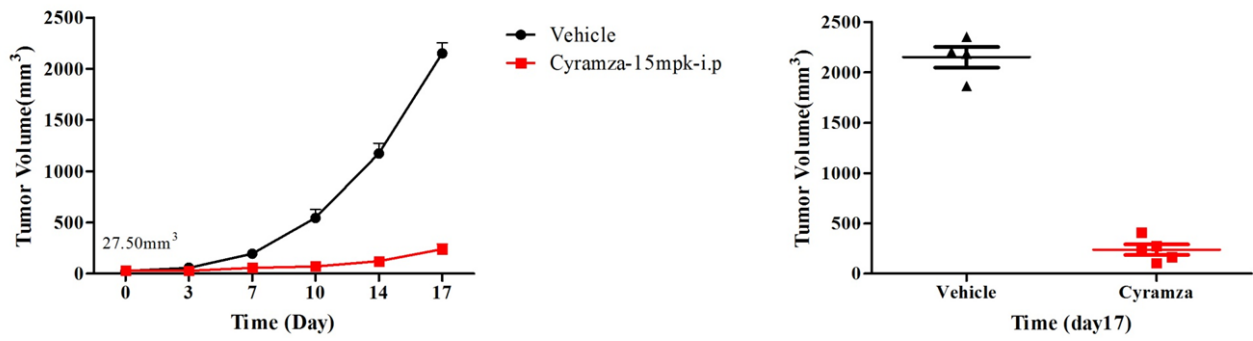 2500
2000
1500
1000
500
0
Tumor Volume(mm³)
27.50mm³
0 3 7 10 14 17
Time (Day)
Vehicle
Cyramza-15mpk-i.p
2500
2000
1500
1000
500
0
Tumor Volume(mm³)
Vehicle Cyramza
Time (day17)